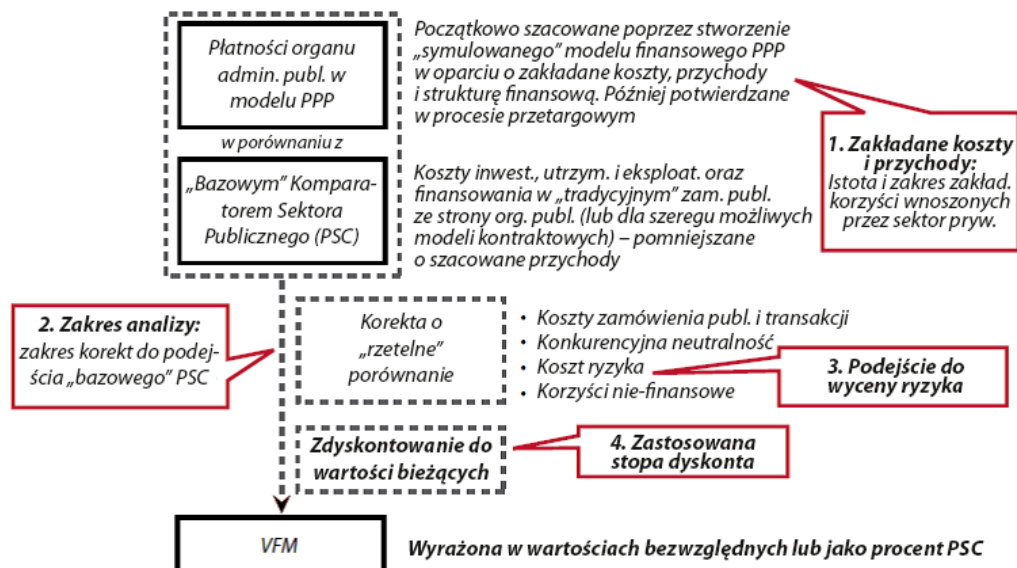 Płatności organu
admin. publ. w
modelu PPP
Początkowo szacowane poprzez stworzenie
„symulowanego” modelu finansowego PPP
w oparciu o zakładane koszty, przychody
i strukturę finansową. Później potwierdzane
w procesie przetargowym
w porównaniu z
1. Zakładane koszty
i przychody:
Istota i zakres zakład.
korzyści wnoszonych
przez sektor pryw.
„Bazowym” Kompara-
torem Sektora
Publicznego (PSC)
Koszty inwest., utrzym. i eksploat. oraz
finansowania w „tradycyjnym” zam. publ.
ze strony org. publ. (lub dla szeregu możliwych
modeli kontraktowych) – pomniejszane
o szacowane przychody
2. Zakres analizy:
zakres korekt do podej-
ścia „bazowego” PSC
Korekta o
„rzetelne”
porównanie
• Koszty zamówienia publ. i transakcji
• Konkurencyjna neutralność
• Koszt ryzyka
• Korzyści nie-finansowe
3. Podejście do
wyceny ryzyka
Zdyskontowanie do
wartości bieżących
4. Zastosowana
stopa dyskonta
VFM
Wyrażona w wartościach bezwzględnych lub jako procent PSC